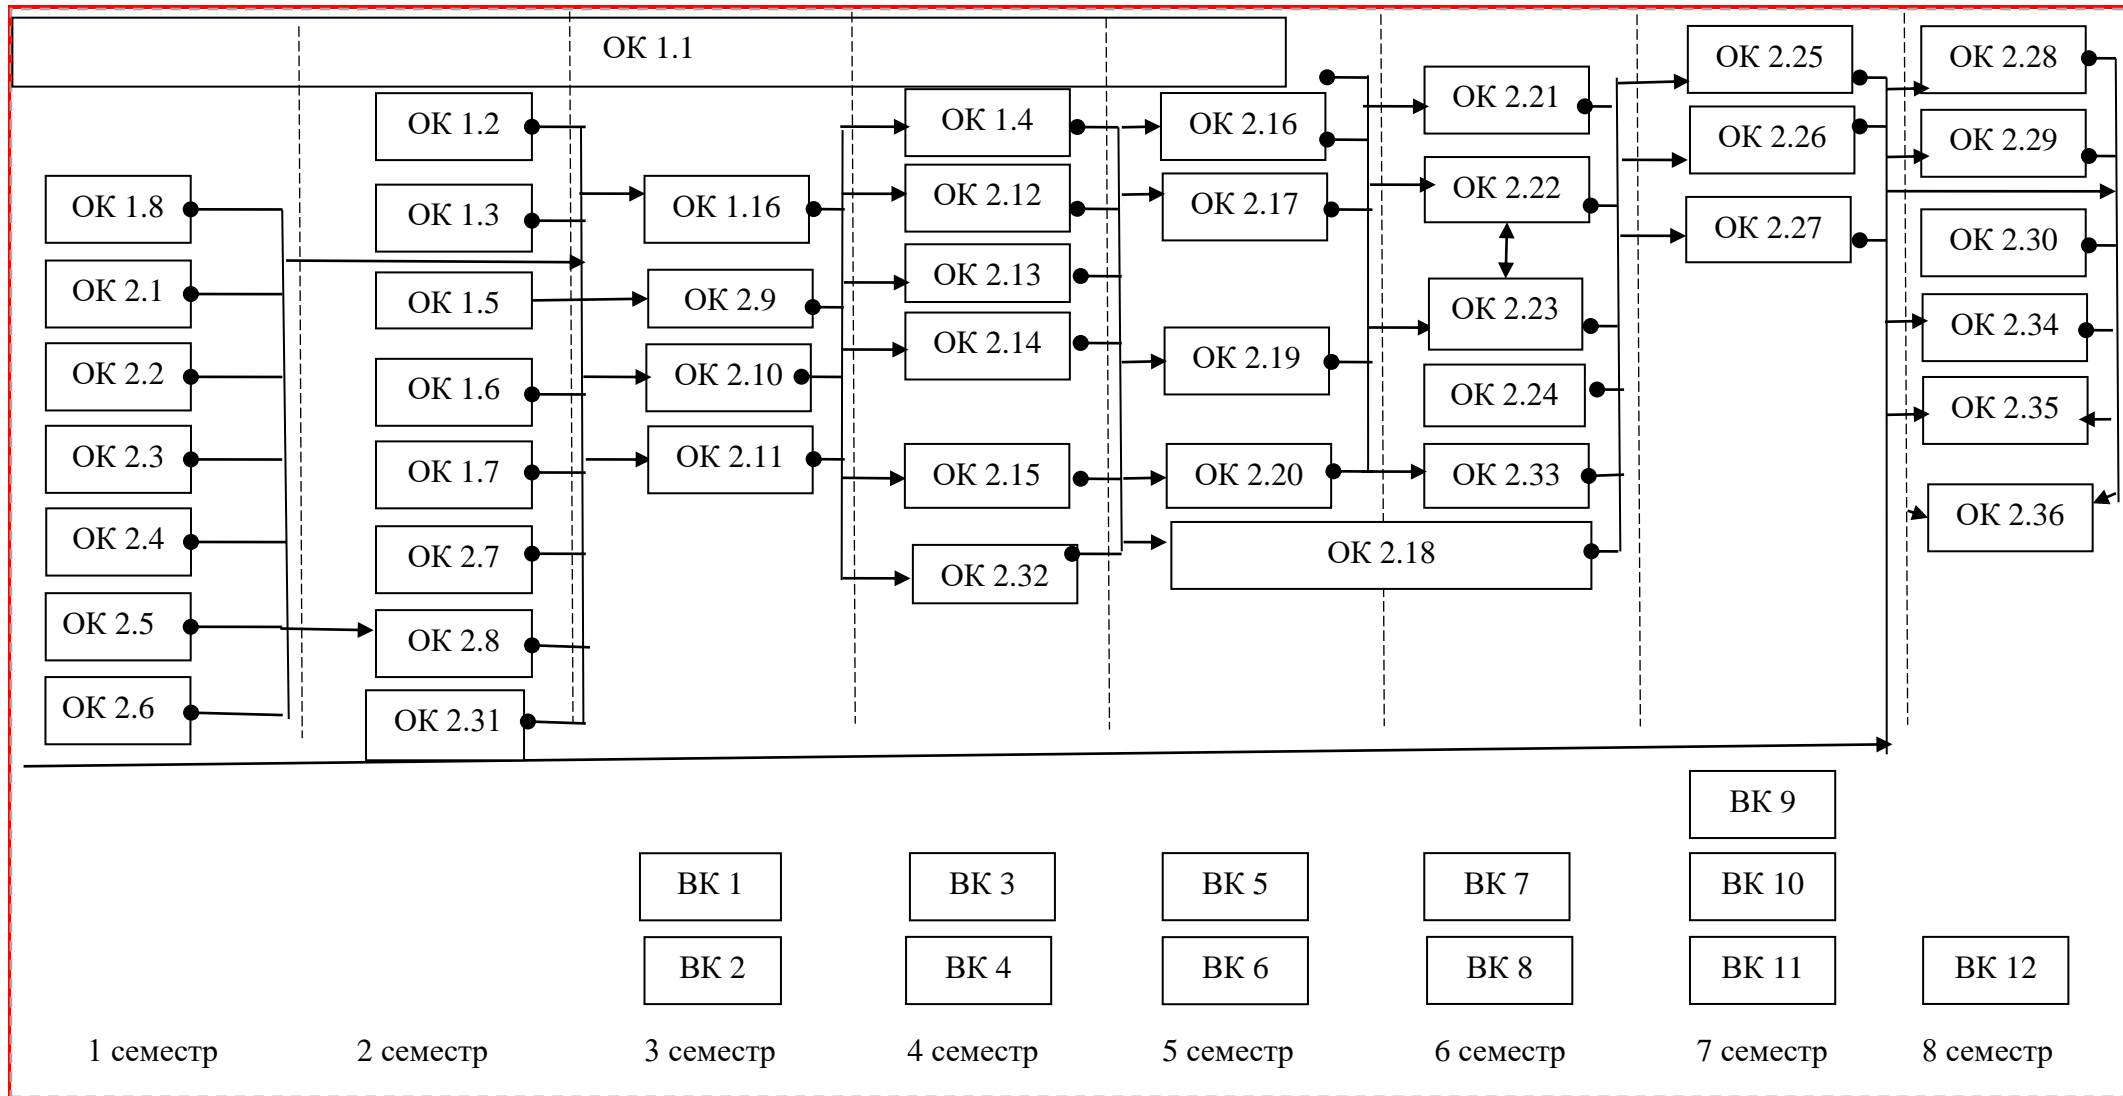 ОК 1.1
ОК 1.8
ОК 2.1
ОК 2.2
ОК 2.3
ОК 2.4
ОК 2.5
ОК 2.6
ОК 1.2
ОК 1.3
ОК 1.5
ОК 1.6
ОК 1.7
ОК 2.7
ОК 2.8
ОК 2.31
ОК 1.16
ОК 2.9
ОК 2.10
ОК 2.11
ОК 1.4
ОК 2.12
ОК 2.13
ОК 2.14
ОК 2.15
ОК 2.32
ОК 2.16
ОК 2.17
ОК 2.19
ОК 2.20
ОК 2.18
ОК 2.21
ОК 2.22
ОК 2.23
ОК 2.24
ОК 2.33
ОК 2.25
ОК 2.26
ОК 2.27
ОК 2.28
ОК 2.29
ОК 2.30
ОК 2.34
ОК 2.35
ОК 2.36
ВК 1
ВК 2
ВК 3
ВК 4
ВК 5
ВК 6
ВК 7
ВК 8
ВК 9
ВК 10
ВК 11
ВК 12
1 семестр
2 семестр
3 семестр
4 семестр
5 семестр
6 семестр
7 семестр
8 семестр